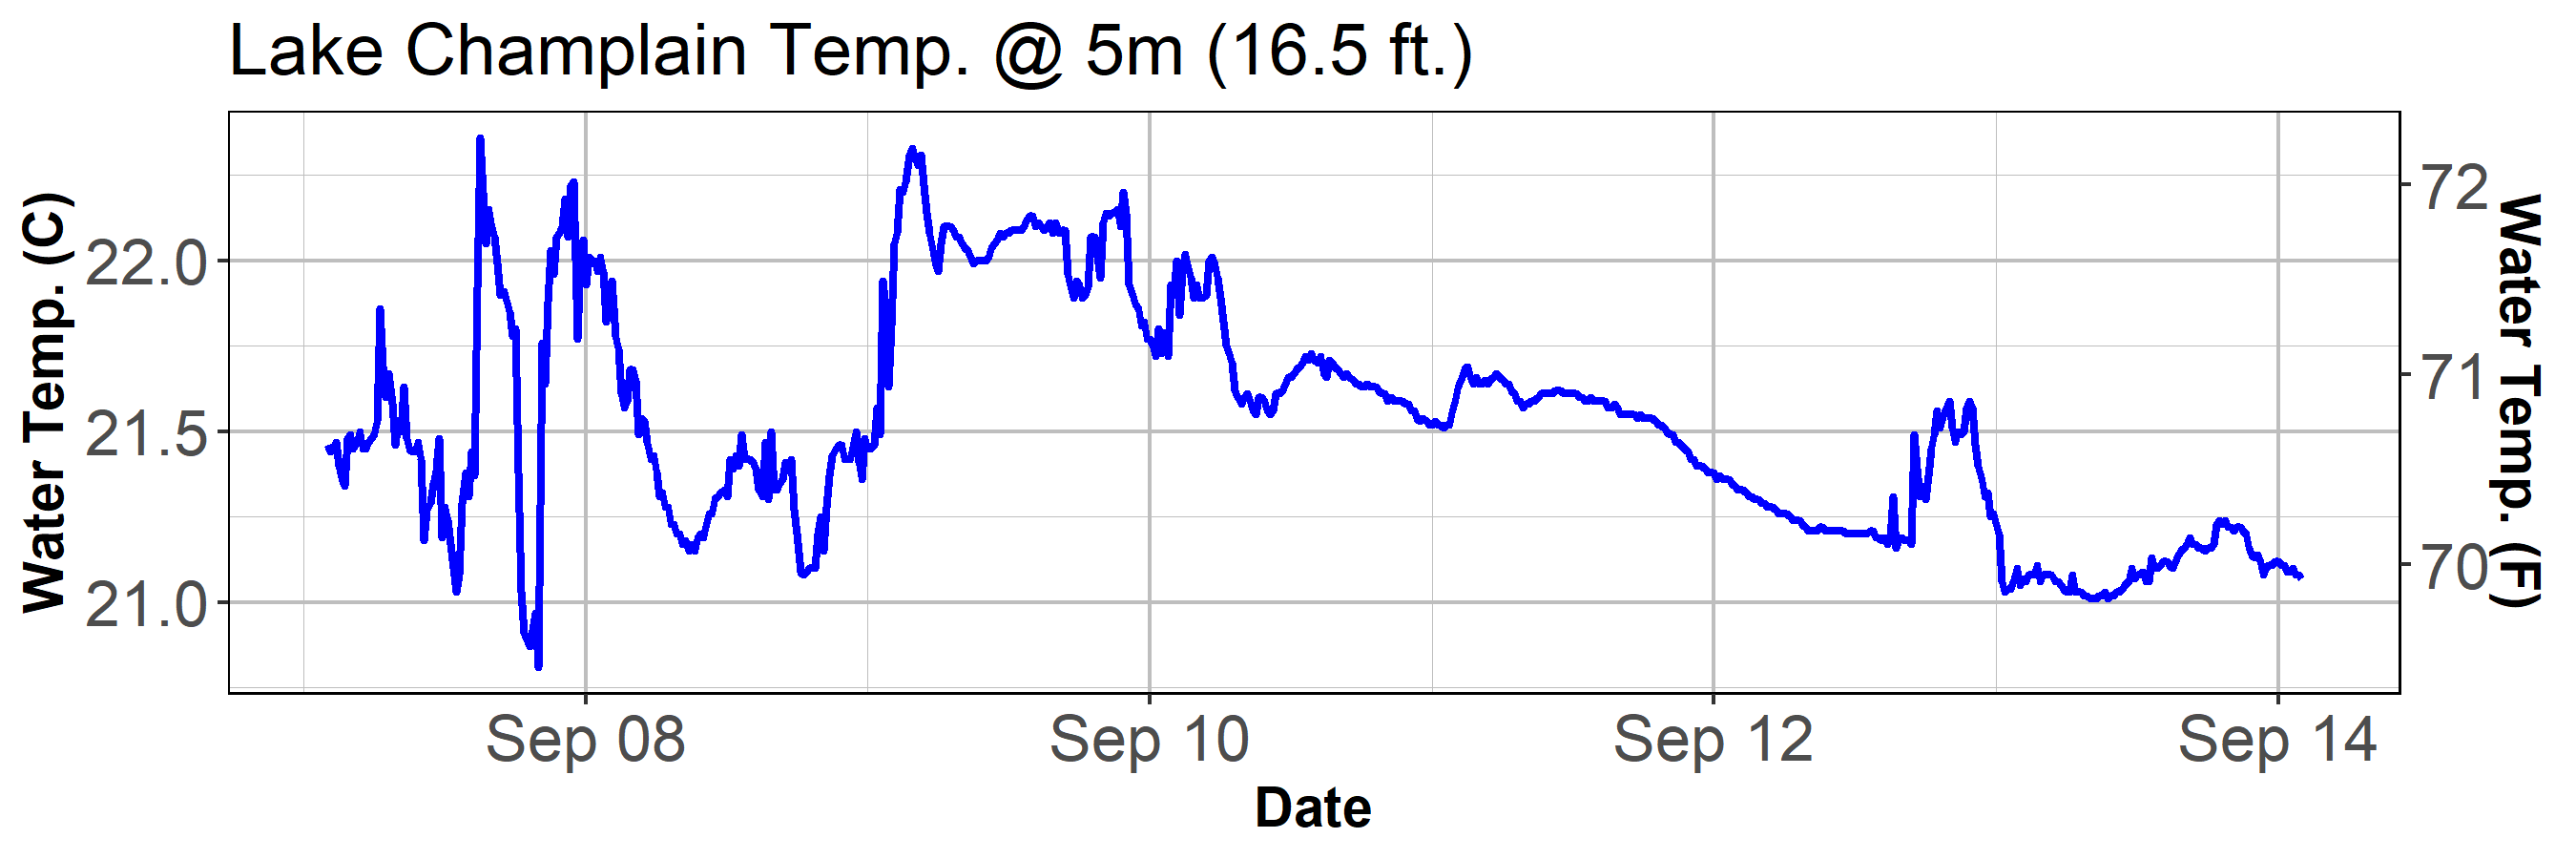 Lake Champlain Temp. @ 5m (16.5 ft.)
Water Temp. (C)
22.0
21.5
21.0
72
71
70
Water Temp. (F)
Sep 08
Sep 10
Sep 12
Sep 14
Date